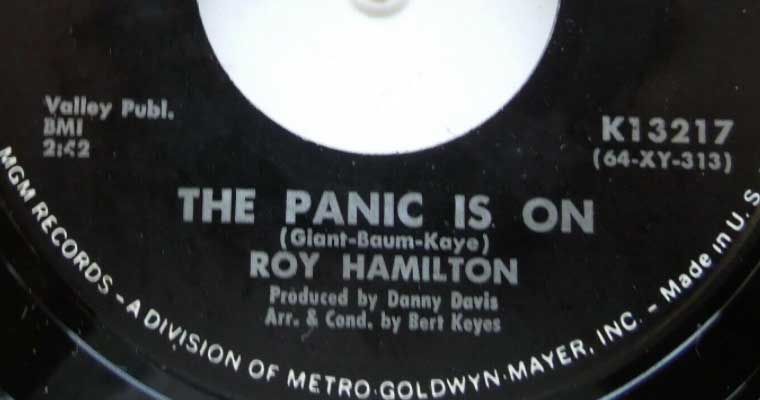 Valley Publ.
BMI
2:42
K13217
(64-XY-313)
THE PANIC IS ON
(Giant-Baum-Kaye)
ROY HAMILTON
Produced by Danny Davis
Arr. & Cond. by Bert Keyes
MGM RECORDS - A DIVISION OF METRO-GOLDWYN-MAYER, INC. - Made in U. S